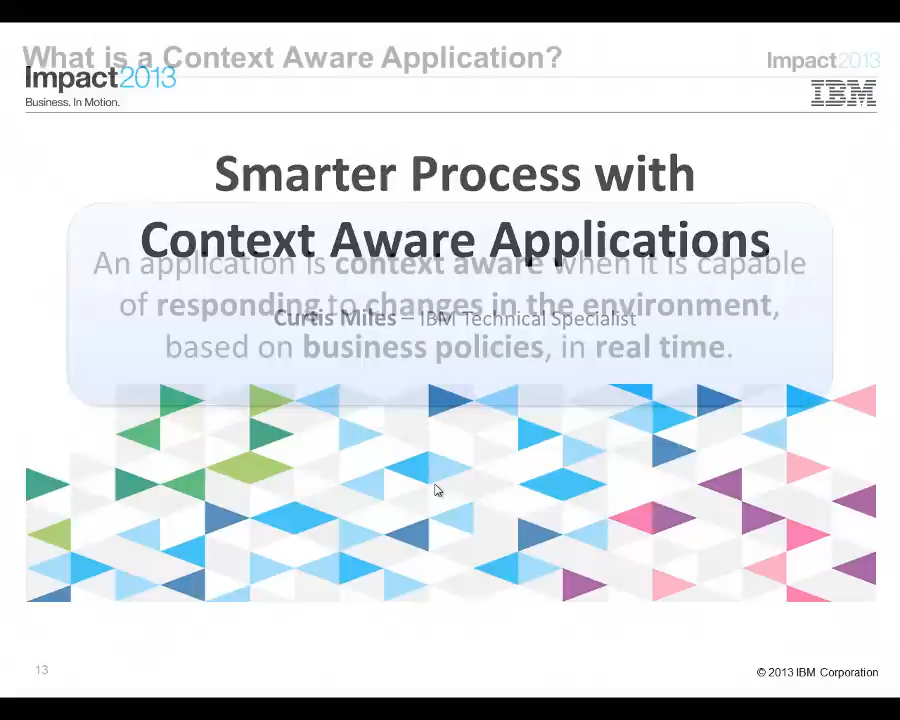 What is a Context Aware Application?
Impact2013
Impact2013
Business. In Motion.
IBM
Smarter Process with
Context Aware Applications
An application is context aware when it is capable
of responding to changes in the environment,
Curtis Miles – IBM Technical Specialist
based on business policies, in real time.
13
© 2013 IBM Corporation